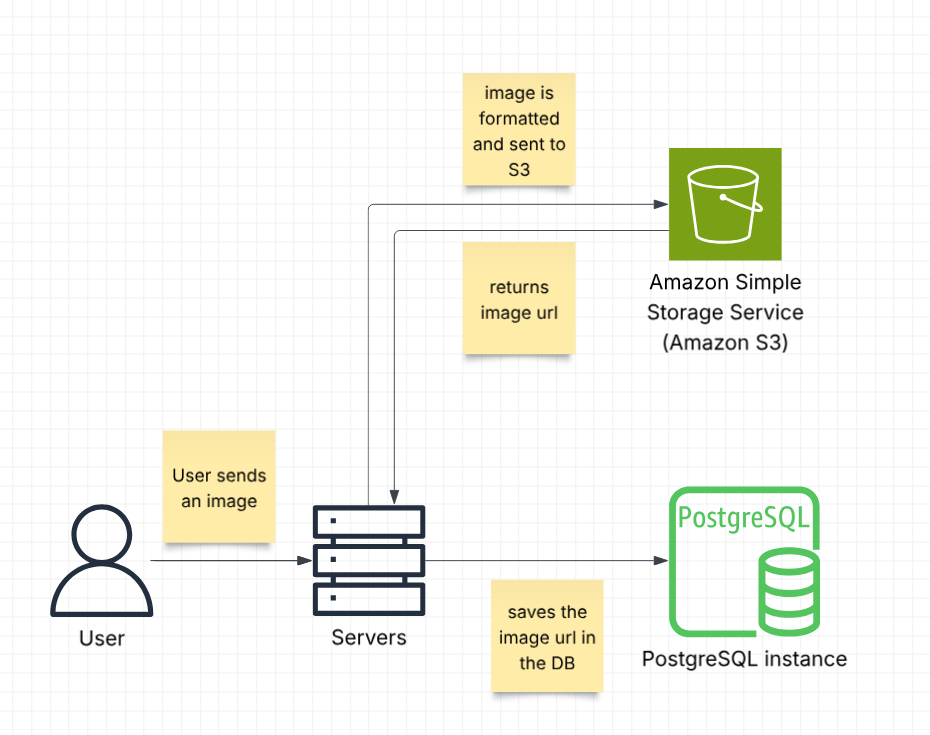 image is
formatted
and sent to
S3
Amazon Simple
Storage Service
(Amazon S3)
returns
image url
User sends
an image
User
Servers
PostgreSQL
saves the
image url in
the DB
PostgreSQL instance